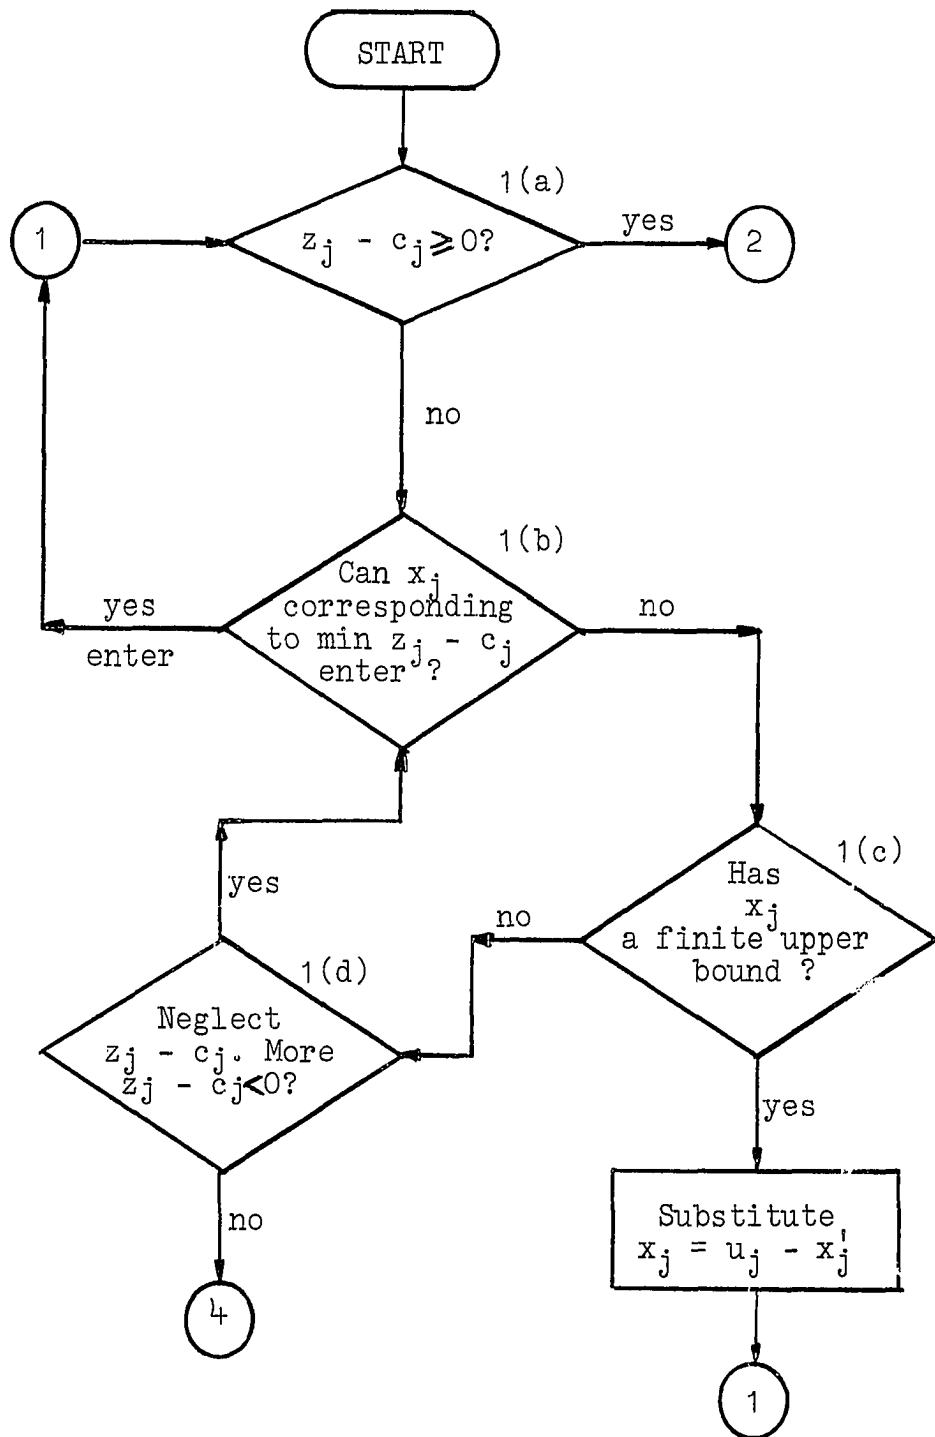 START
1(a)
1
z_j - c_j ≥ 0?
yes
2
no
1(b)
Can x_j
corresponding
to min z_j - c_j
enter ?
yes
enter
no
1(c)
Has
x_j
a finite upper
bound ?
no
yes
1(d)
Neglect
z_j - c_j. More
z_j - c_j < 0?
yes
no
4
Substitute
x_j = u_j - x_j'
1